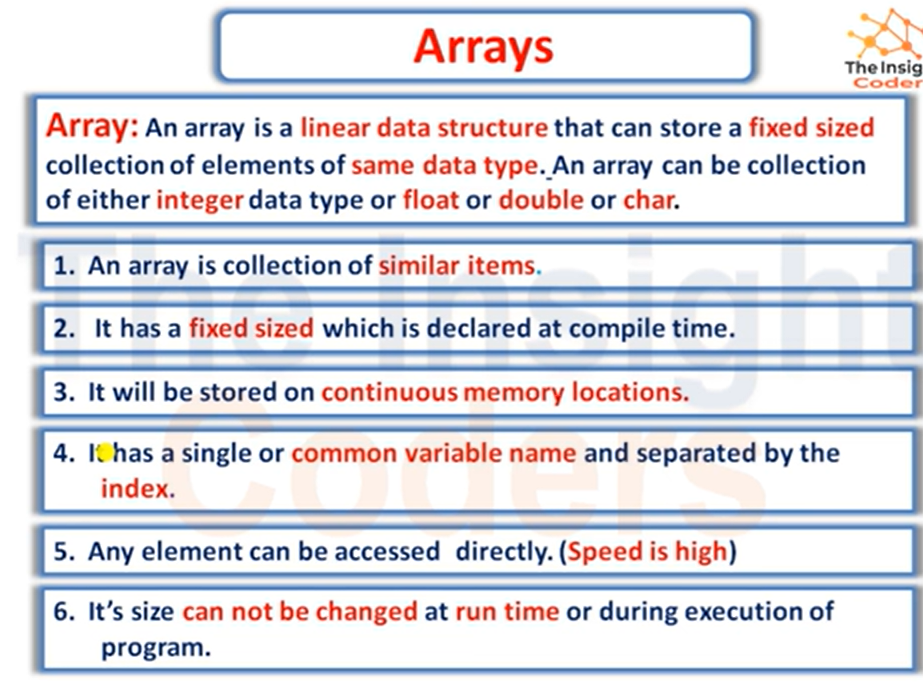 Arrays
The Insig
Coder
Array: An array is a linear data structure that can store a fixed sized
collection of elements of same data type. An array can be collection
of either integer data type or float or double or char.
1. An array is collection of similar items.
2. It has a fixed sized which is declared at compile time.
3. It will be stored on continuous memory locations.
4. It has a single or common variable name and separated by the
index.
5. Any element can be accessed directly. (Speed is high)
6. It's size can not be changed at run time or during execution of
program.
The Insight
Coders